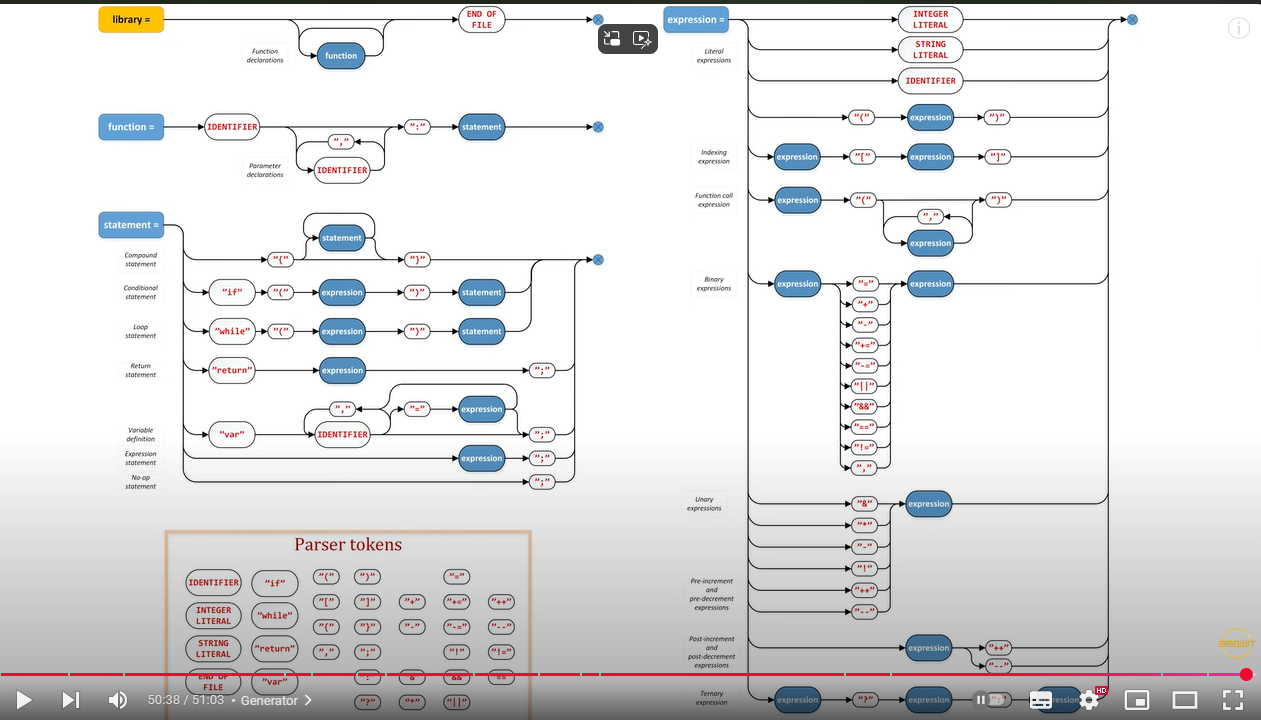 library =
END OF
FILE
Function
declarations
function
function =
IDENTIFIER
":"
statement
","
Parameter
declarations
IDENTIFIER
statement =
statement
Compound
statement
"{"
"}"
Conditional
statement
"if"
"("
expression
")"
statement
Loop
statement
"while"
"("
expression
")"
statement
Return
statement
"return"
expression
";"
","
"="
expression
Variable
definition
"var"
IDENTIFIER
";"
Expression
statement
expression
";"
No-op
statement
";"
Parser tokens
IDENTIFIER
"if"
"("
")"
"="
INTEGER
LITERAL
"while"
"["
"]"
"+"
"+="
"++"
"{"
"}"
"-"
"-="
"--"
STRING
LITERAL
"return"
","
";"
"!"
"!="
END OF
FILE
"var"
":"
"&"
"&&"
"=="
"?"
"*"
"||"
expression =
INTEGER
LITERAL
Literal
expressions
STRING
LITERAL
IDENTIFIER
"("
expression
")"
Indexing
expression
expression
"["
expression
"]"
Function call
expression
expression
"("
")"
","
expression
Binary
expressions
expression
"="
expression
"+"
"-"
"+="
"-="
"||"
"&&"
"=="
"!="
","
Unary
expressions
"&"
expression
"*"
"-"
"!"
Pre-increment
and
pre-decrement
expressions
"++"
"--"
Post-increment
and
post-decrement
expressions
expression
"++"
"--"
Ternary
expression
expression
"?"
expression
expression
BISQWIT
50:38 / 51:03 • Generator
HD